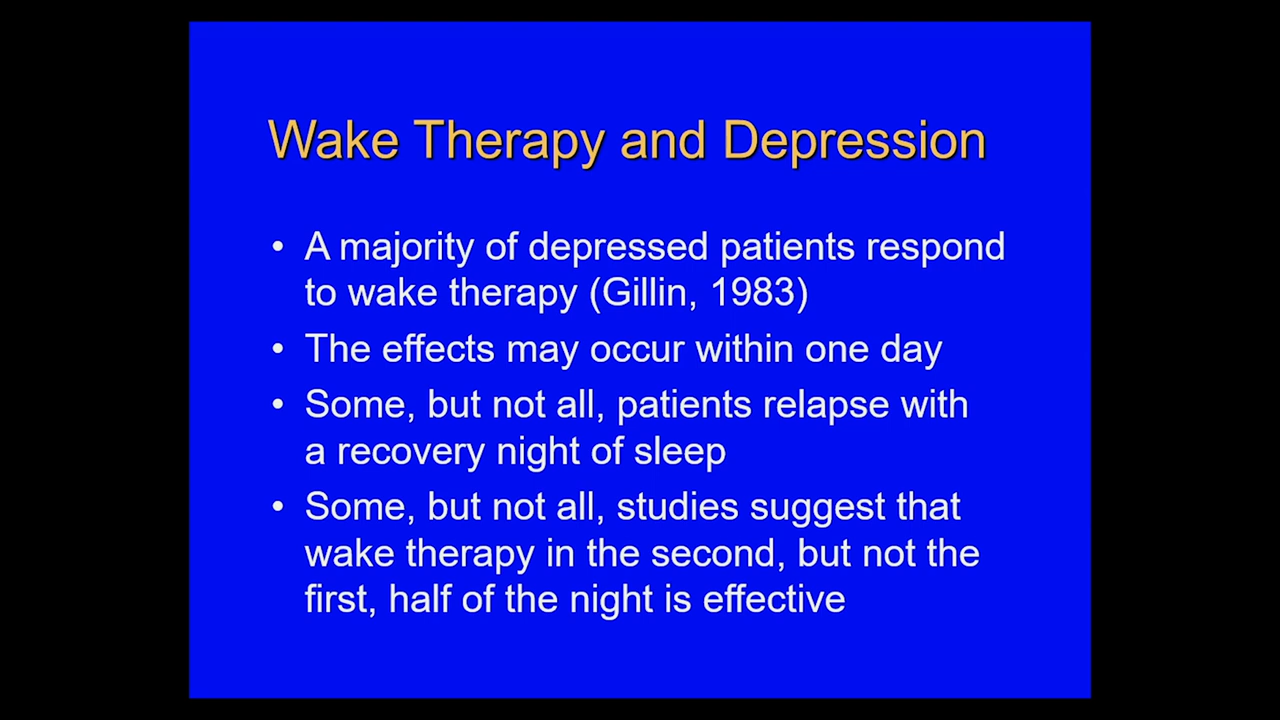 Wake Therapy and Depression
• A majority of depressed patients respond
to wake therapy (Gillin, 1983)
• The effects may occur within one day
• Some, but not all, patients relapse with
a recovery night of sleep
• Some, but not all, studies suggest that
wake therapy in the second, but not the
first, half of the night is effective